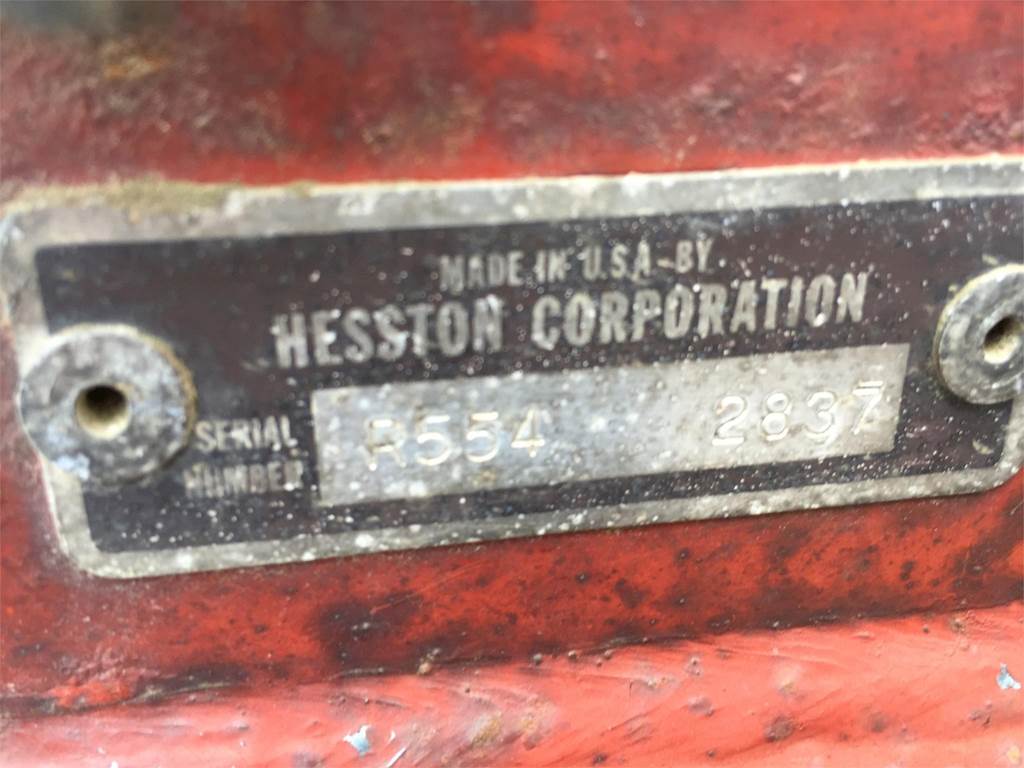 MADE IN U.S.A-BY
HESSTON CORPORATION
SERIAL
NUMBER
R554 2837